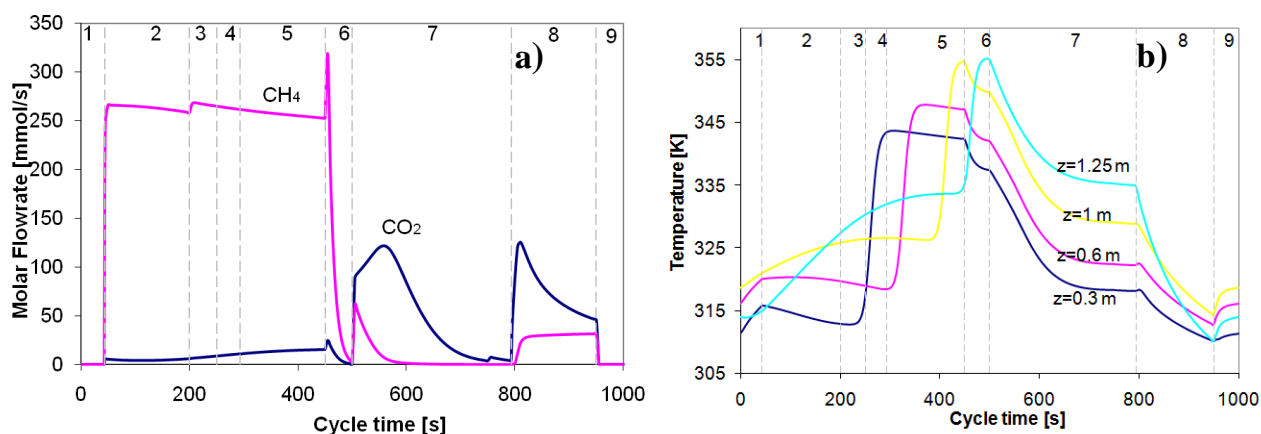 a)
1 2 3 4 5 6 7 8 9
350
300
250
200
150
100
50
0
Molar Flowrate [mmol/s]
CH4
CO2
0 200 400 600 800 1000
Cycle time [s]
b)
1 2 3 4 5 6 7 8 9
355
345
335
325
315
305
Temperature [K]
z=1.25 m
z=1 m
z=0.6 m
z=0.3 m
0 200 400 600 800 1000
Cycle time [s]